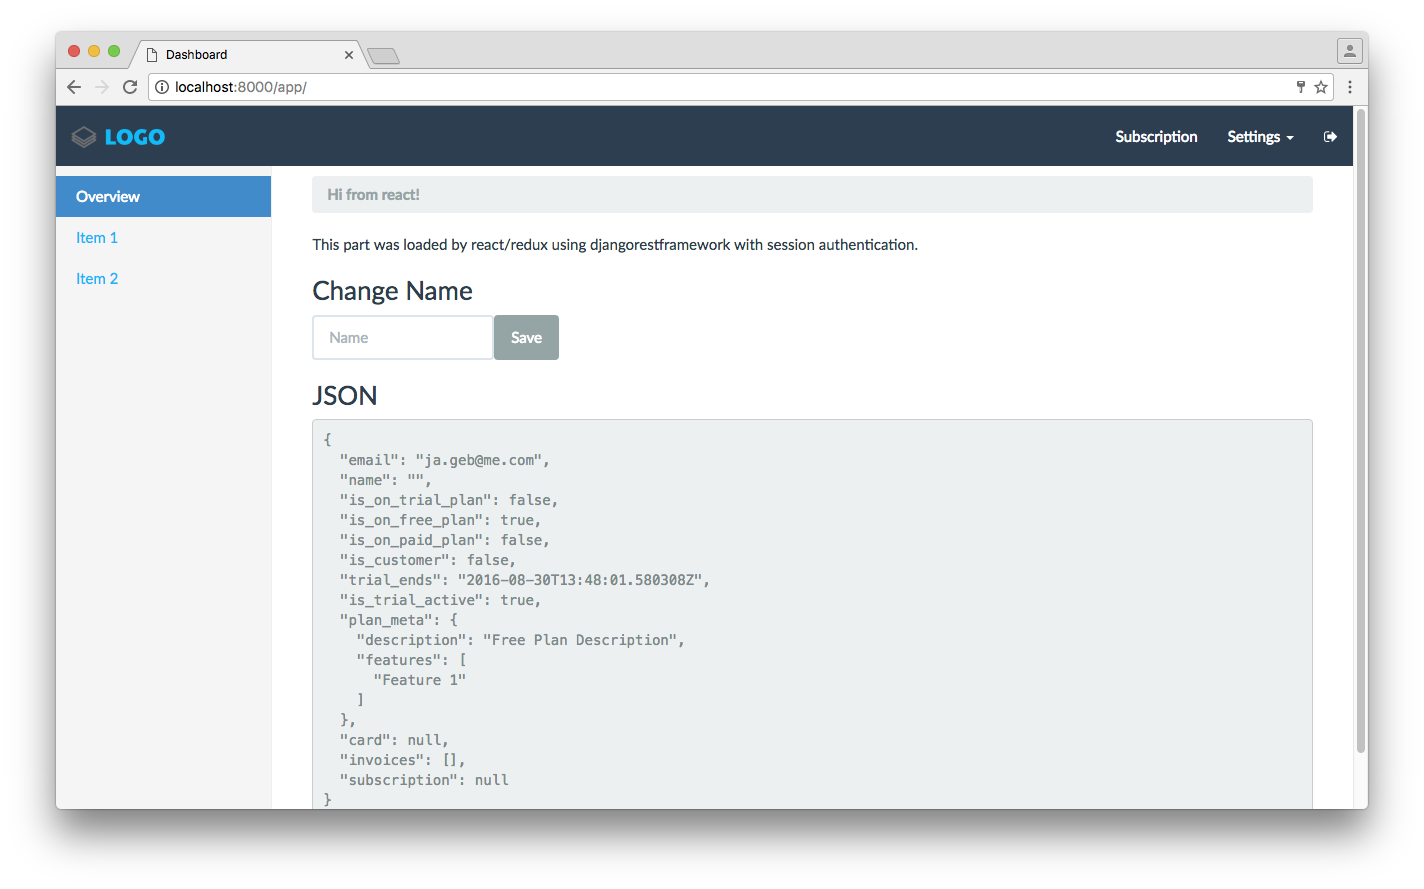 Dashboard
localhost:8000/app/
LOGO
Subscription
Settings
Overview
Item 1
Item 2
Hi from react!
This part was loaded by react/redux using djangorestframework with session authentication.
Change Name
Name
Save
JSON
{
  "email": "ja.geb@me.com",
  "name": "",
  "is_on_trial_plan": false,
  "is_on_free_plan": true,
  "is_on_paid_plan": false,
  "is_customer": false,
  "trial_ends": "2016-08-30T13:48:01.580308Z",
  "is_trial_active": true,
  "plan_meta": {
    "description": "Free Plan Description",
    "features": [
      "Feature 1"
    ]
  },
  "card": null,
  "invoices": [],
  "subscription": null
}